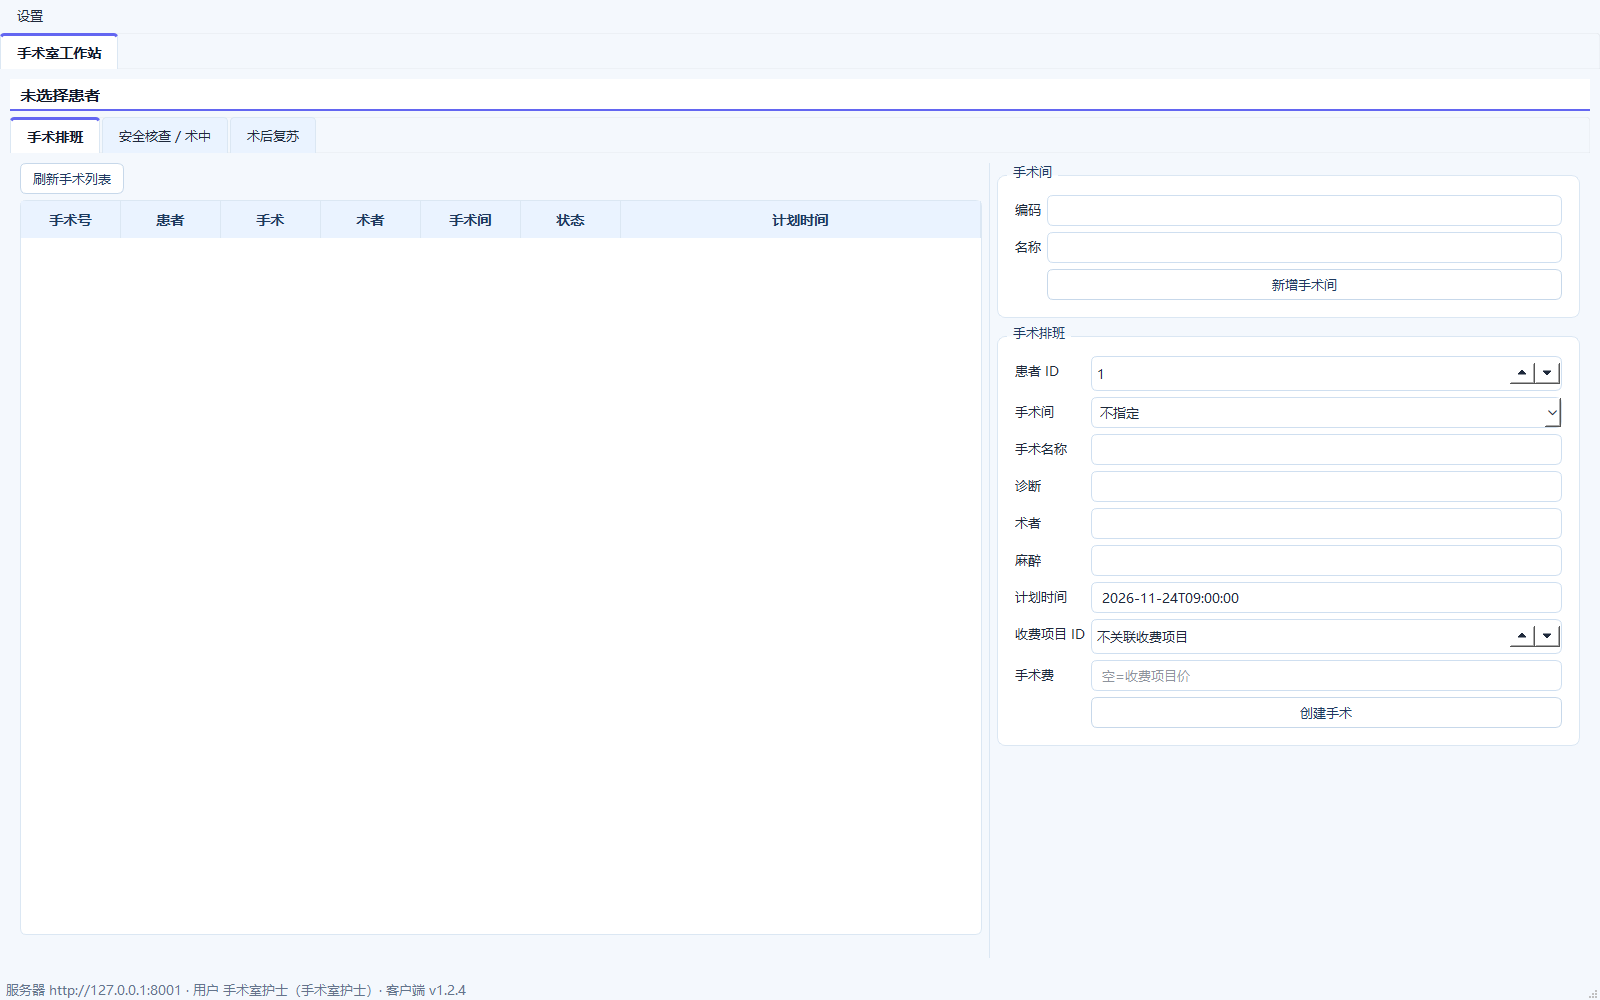 设置
手术室工作站
未选择患者
手术排班 安全核查 / 术中 术后复苏
刷新手术列表
手术号 患者 手术 术者 手术间 状态 计划时间
手术间
编码
名称
新增手术间
手术排班
患者 ID 1
手术间 不指定
手术名称
诊断
术者
麻醉
计划时间 2026-11-24T09:00:00
收费项目 ID 不关联收费项目
手术费 空=收费项目价
创建手术
服务器 http://127.0.0.1:8001 · 用户 手术室护士（手术室护士）· 客户端 v1.2.4